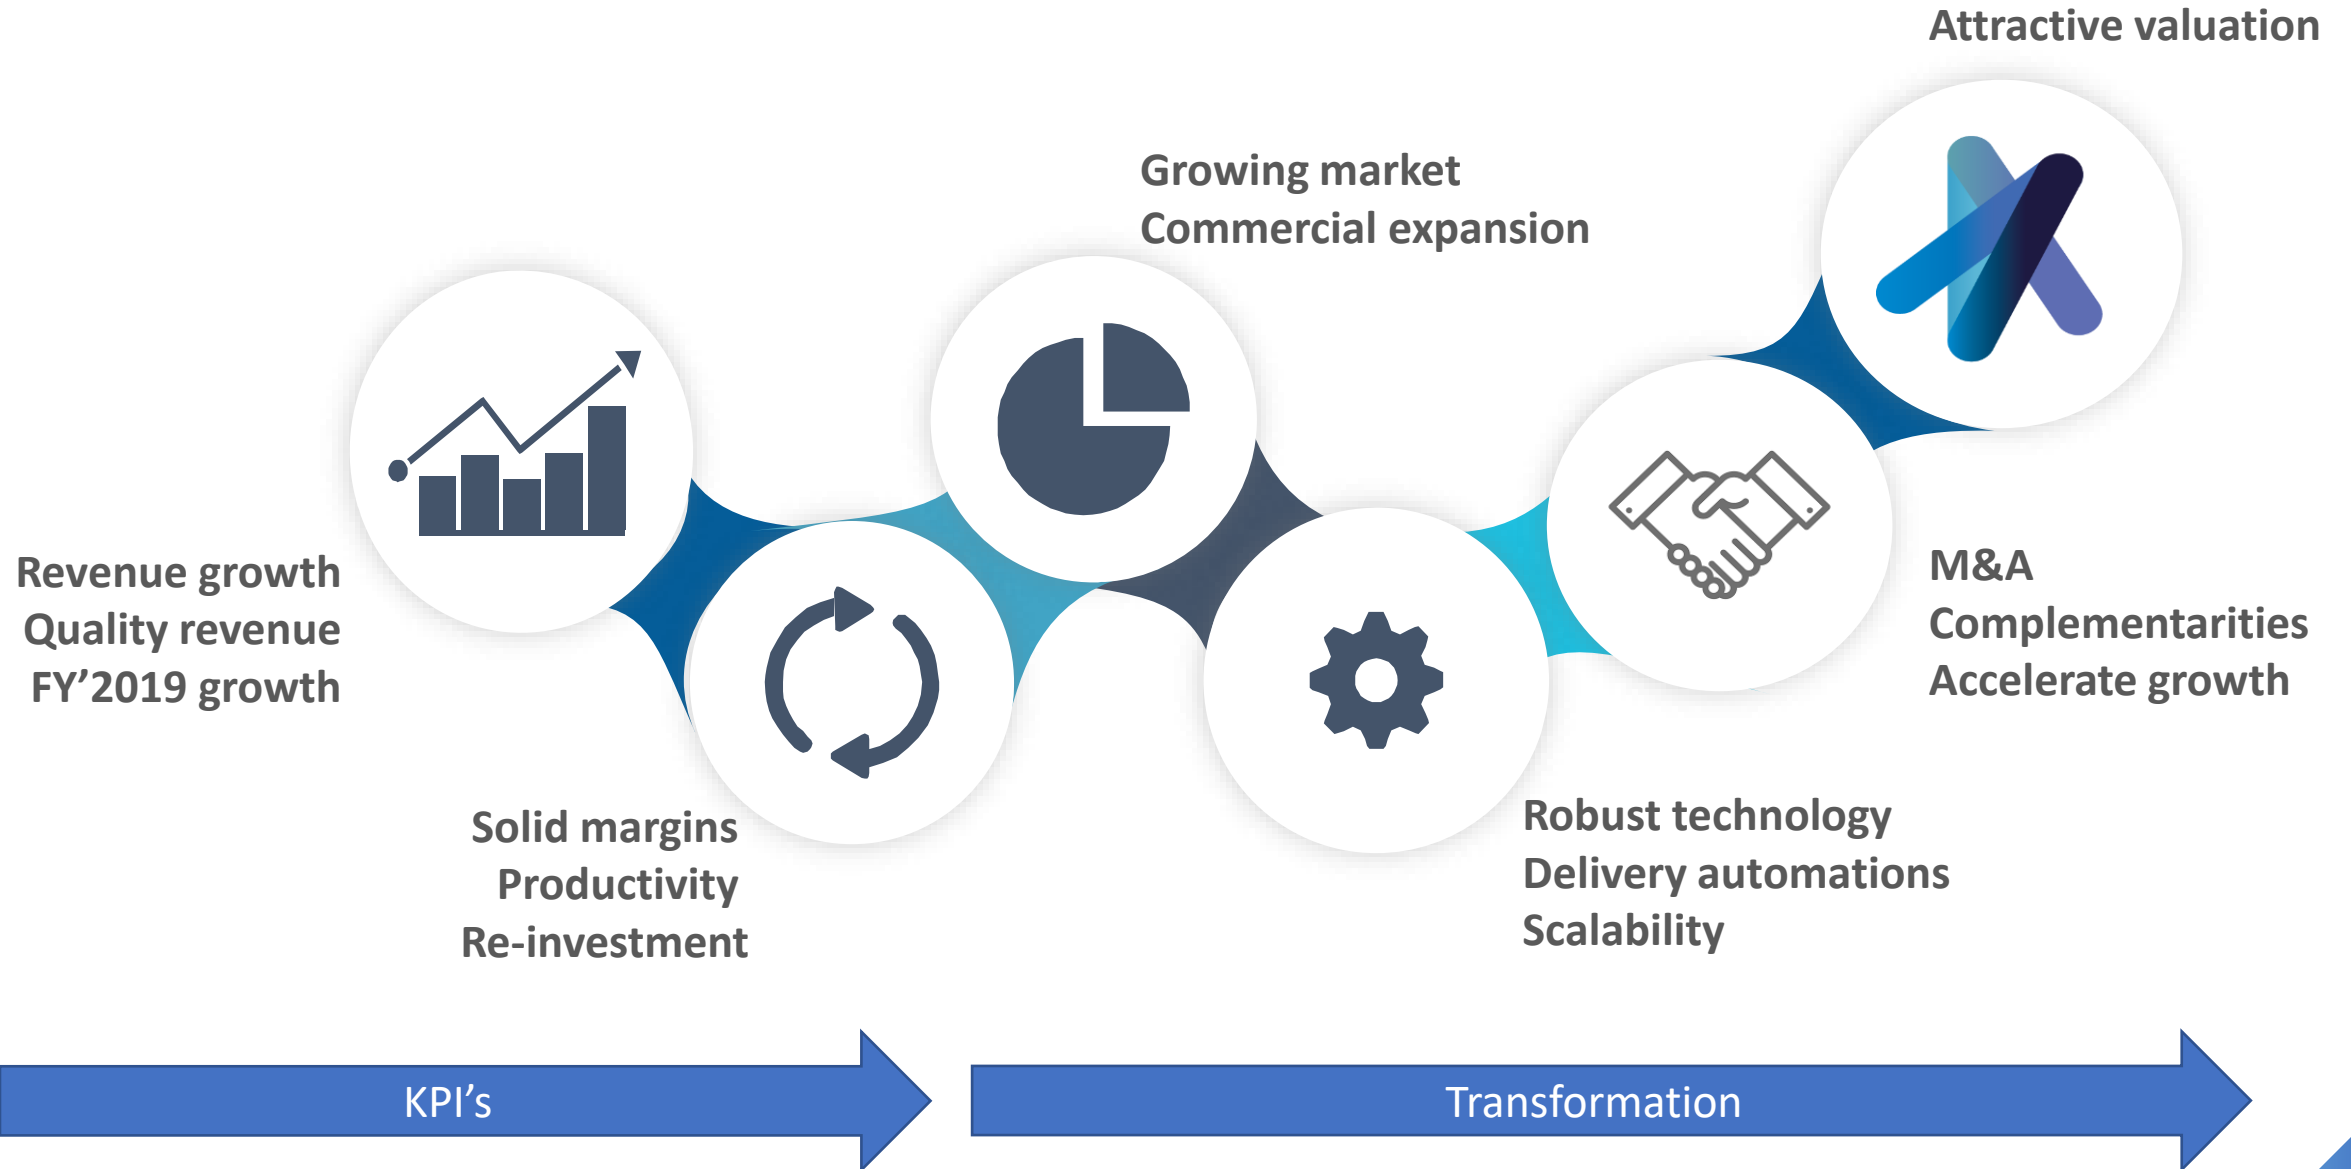 Attractive valuation
Growing market
Commercial expansion
Revenue growth
Quality revenue
FY’2019 growth
M&A
Complementarities
Accelerate growth
Solid margins
Productivity
Re-investment
Robust technology
Delivery automations
Scalability
KPI’s
Transformation